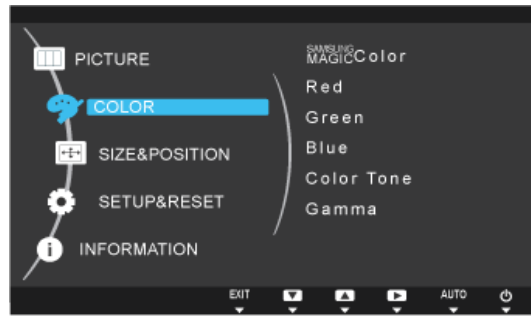 PICTURE
COLOR
SIZE&POSITION
SETUP&RESET
INFORMATION
SAMSUNG
MAGICColor
Red
Green
Blue
Color Tone
Gamma
EXIT
AUTO